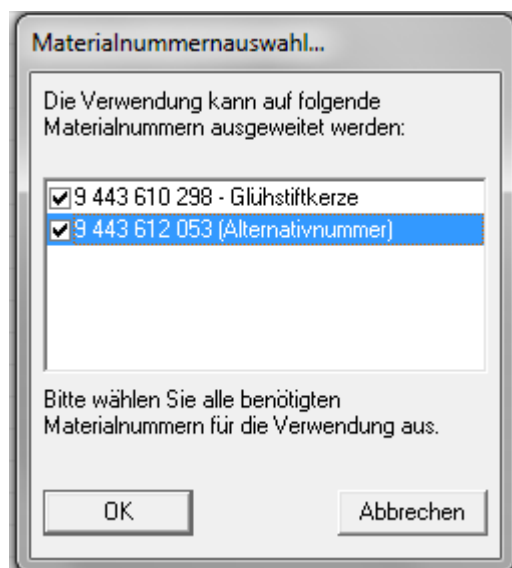 Materialnummernauswahl...
Die Verwendung kann auf folgende
Materialnummern ausgeweitet werden:
9 443 610 298 - Glühstiftkerze
9 443 612 053 (Alternativnummer)
Bitte wählen Sie alle benötigten
Materialnummern für die Verwendung aus.
OK
Abbrechen